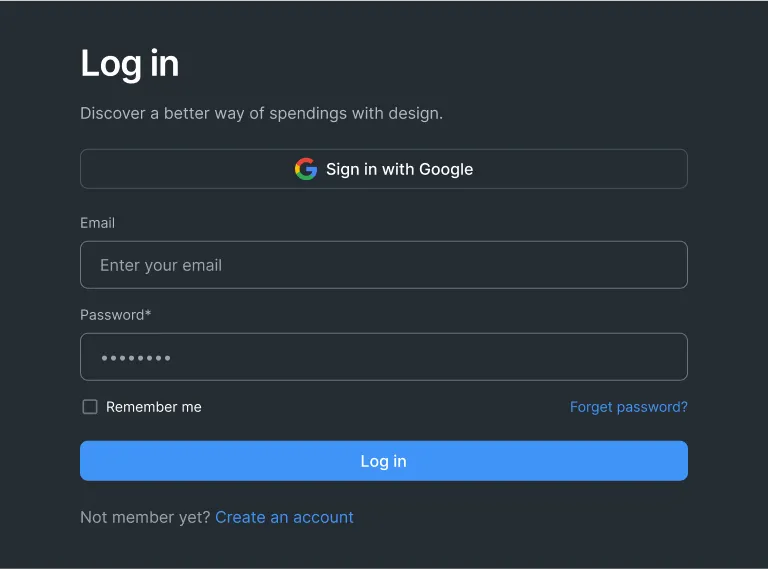 Log in
Discover a better way of spendings with design.
Sign in with Google
Email
Enter your email
Password*
••••••••
Remember me Forget password?
Log in
Not member yet? Create an account